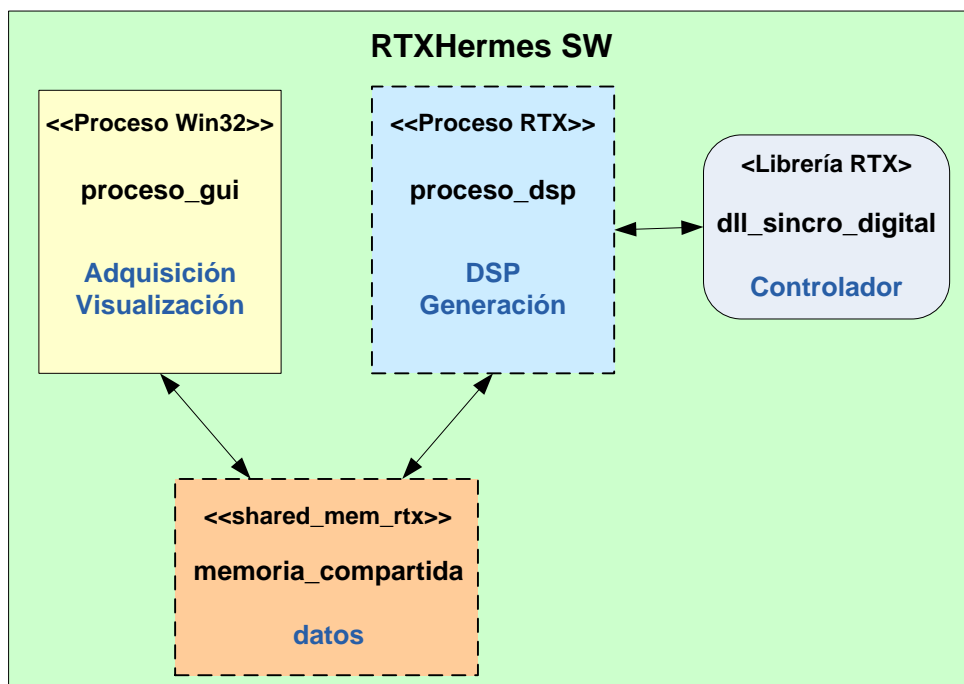 RTXHermes SW
<<Proceso Win32>>
proceso_gui
Adquisición
Visualización
<<Proceso RTX>>
proceso_dsp
DSP
Generación
<Librería RTX>
dll_sincro_digital
Controlador
<<shared_mem_rtx>>
memoria_compartida
datos